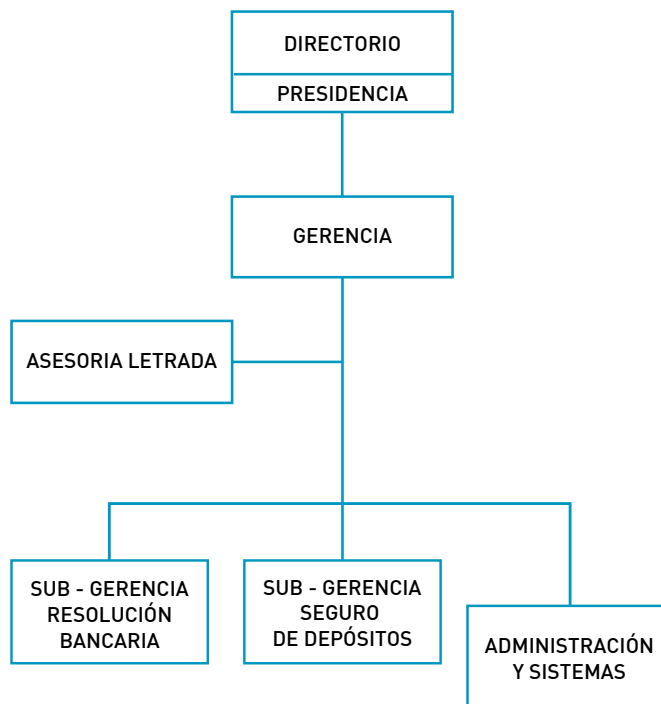 DIRECTORIO
PRESIDENCIA
GERENCIA
ASESORIA LETRADA
SUB - GERENCIA
RESOLUCIÓN
BANCARIA
SUB - GERENCIA
SEGURO
DE DEPÓSITOS
ADMINISTRACIÓN
Y SISTEMAS